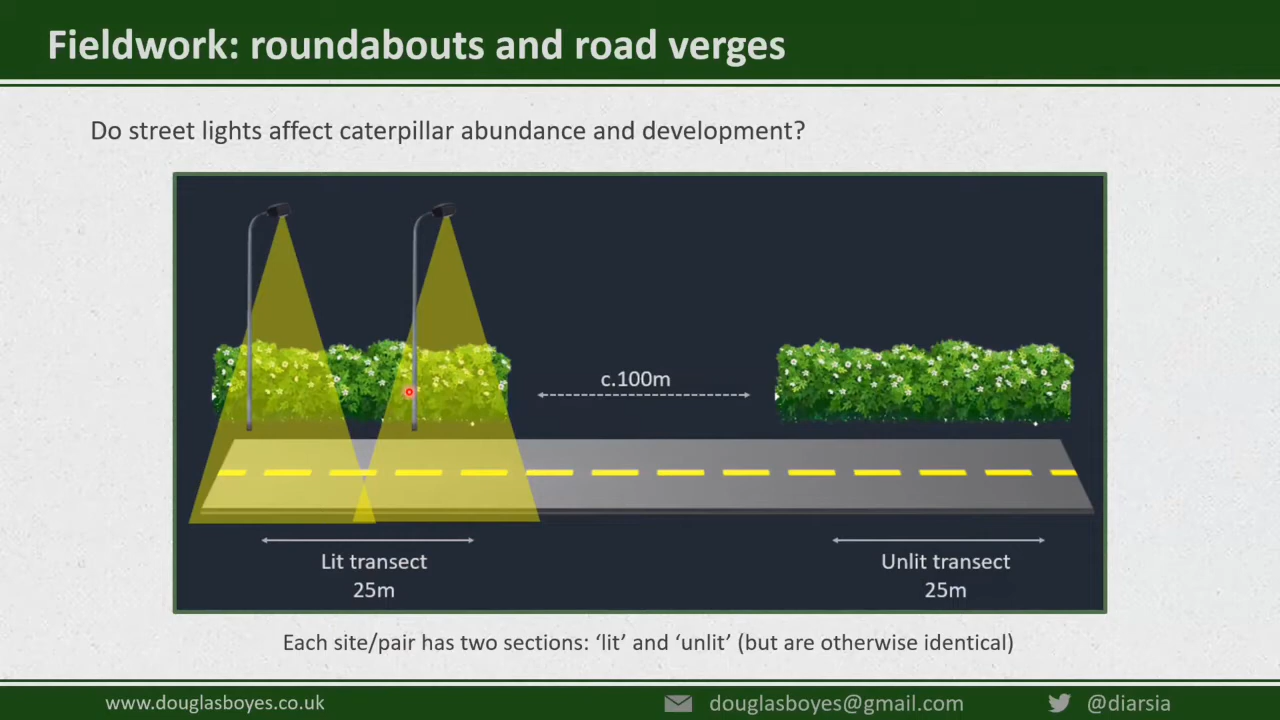 Fieldwork: roundabouts and road verges
Do street lights affect caterpillar abundance and development?
c.100m
Lit transect
25m
Unlit transect
25m
Each site/pair has two sections: ‘lit’ and ‘unlit’ (but are otherwise identical)
www.douglasboyes.co.uk
douglasboyes@gmail.com
@diarsia